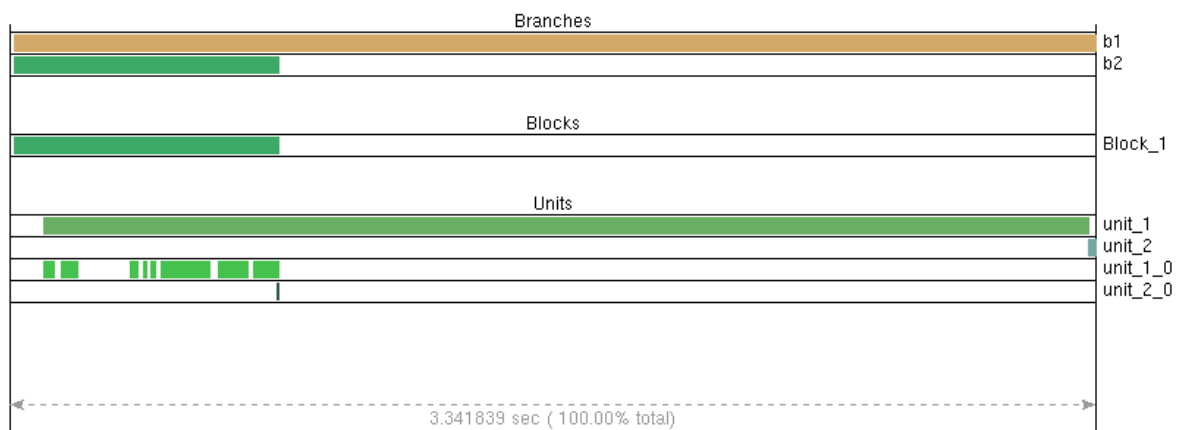 Branches
b1
b2
Blocks
Block_1
Units
unit_1
unit_2
unit_1_0
unit_2_0
3.341839 sec ( 100.00% total)